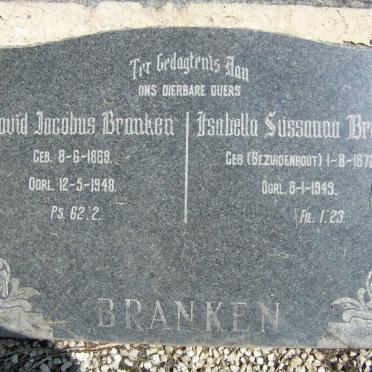 Ter Gedagtenis Aan
ONS DIERBARE OUERS
David Jacobus Branken
GEB. 8-6-1869.
OORL. 12-5-1948.
PS. 62.2.
Isabella Sussanna Br
GEB (BEZUIDENHOUT) 1-8-187
OORL. 8-1-1949.
FIL. 1.23.
BRANKEN